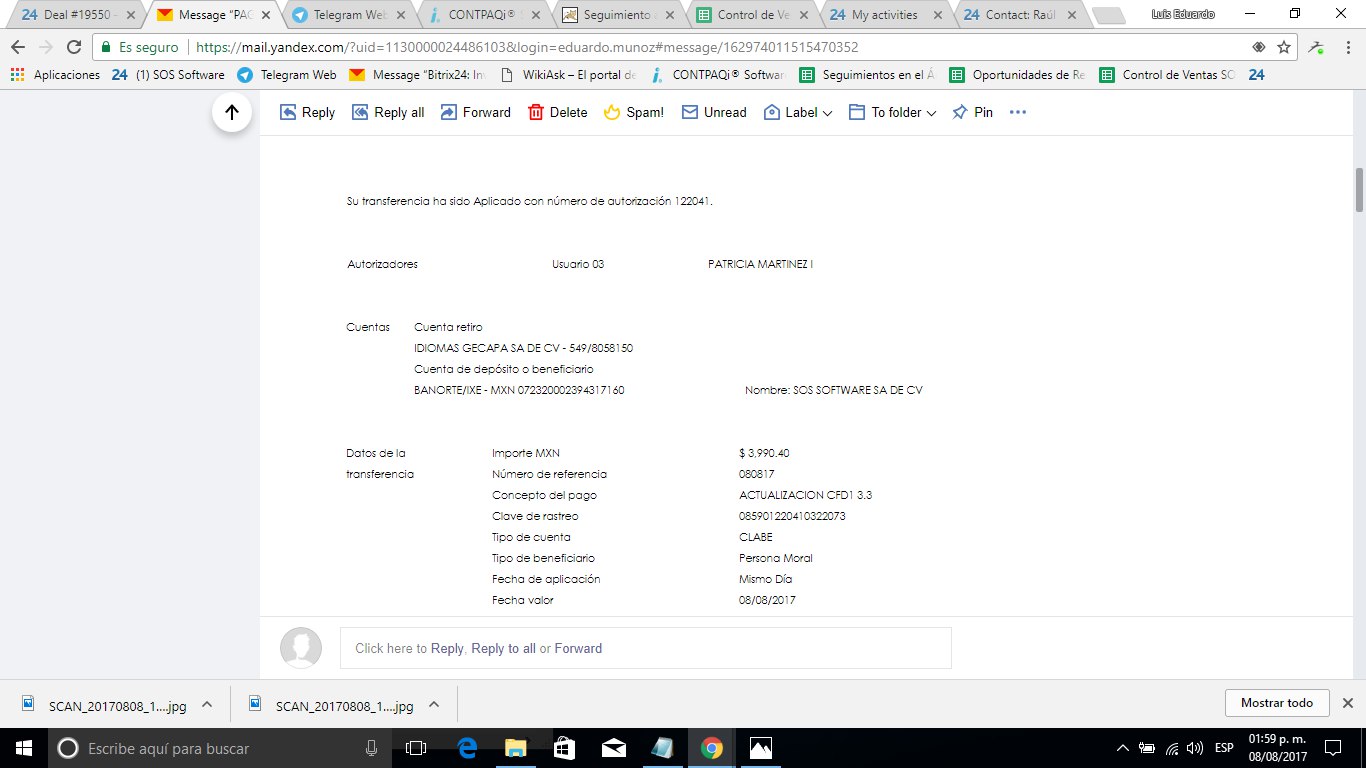 24 Deal #19550 -
Message "PAG
Telegram Web
CONTPAQi®
Seguimiento
Control de Ve
24 My activities
24 Contact: Raúl
Luis Eduardo
Es seguro
https://mail.yandex.com/?uid=1130000024486103&login=eduardo.munoz#message/162974011515470352
Aplicaciones
24 (1) SOS Software
Telegram Web
Message "Bitrix24: In
WikiAsk – El portal de
CONTPAQi® Softwar
Seguimientos en el Á
Oportunidades de Re
Control de Ventas SO
24
Reply
Reply all
Forward
Delete
Spam!
Unread
Label
To folder
Pin
Su transferencia ha sido Aplicado con número de autorización 122041.
Autorizadores Usuario 03 PATRICIA MARTINEZ I
Cuentas Cuenta retiro
IDIOMAS GECAPA SA DE CV - 549/8058150
Cuenta de depósito o beneficiario
BANORTE/IXE - MXN 072320002394317160 Nombre: SOS SOFTWARE SA DE CV
Datos de la Importe MXN $ 3,990.40
transferencia Número de referencia 080817
Concepto del pago ACTUALIZACION CFD1 3.3
Clave de rastreo 085901220410322073
Tipo de cuenta CLABE
Tipo de beneficiario Persona Moral
Fecha de aplicación Mismo Día
Fecha valor 08/08/2017
Click here to Reply, Reply to all or Forward
SCAN_20170808_1....jpg
SCAN_20170808_1....jpg
Mostrar todo
Escribe aquí para buscar
ESP
01:59 p. m.
08/08/2017